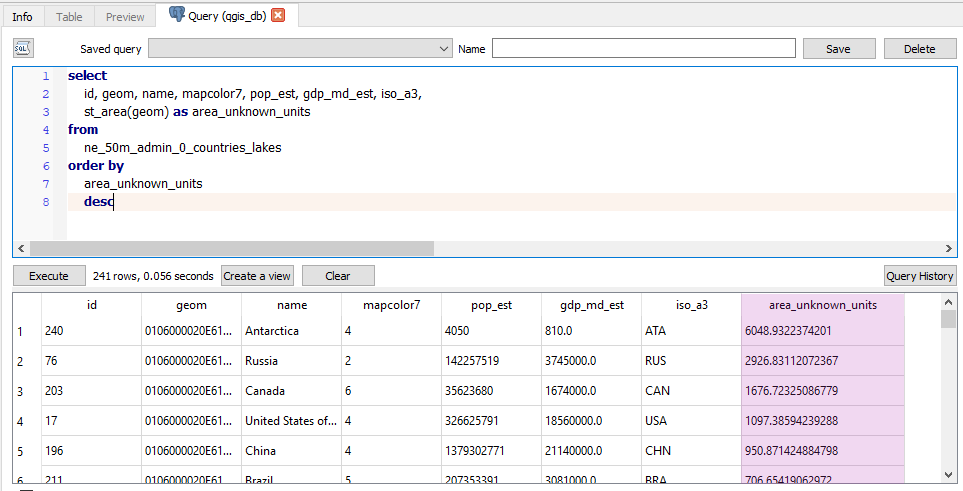 Info Table Preview Query (qgis_db)
SQL Saved query Name Save Delete
1 select
2 id, geom, name, mapcolor7, pop_est, gdp_md_est, iso_a3,
3 st_area(geom) as area_unknown_units
4 from
5 ne_50m_admin_0_countries_lakes
6 order by
7 area_unknown_units
8 desc
Execute 241 rows, 0.056 seconds Create a view Clear Query History
id geom name mapcolor7 pop_est gdp_md_est iso_a3 area_unknown_units
1 240 0106000020E61... Antarctica 4 4050 810.0 ATA 6048.9322374201
2 76 0106000020E61... Russia 2 142257519 3745000.0 RUS 2926.83112072367
3 203 0106000020E61... Canada 6 35623680 1674000.0 CAN 1676.72325086779
4 17 0106000020E61... United States of... 4 326625791 18560000.0 USA 1097.38594239288
5 196 0106000020E61... China 4 1379302771 21140000.0 CHN 950.871424884798
6 211 0106000020E61... Brazil 5 207353391 3081000.0 BRA 706.65419062972